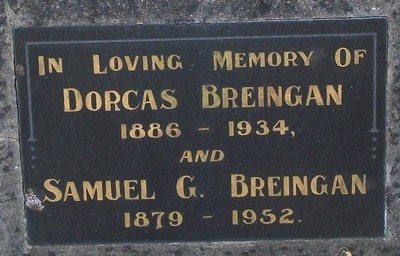 IN LOVING MEMORY OF
DORCAS BREINGAN
1886 - 1934,
AND
SAMUEL G. BREINGAN
1879 - 1952.